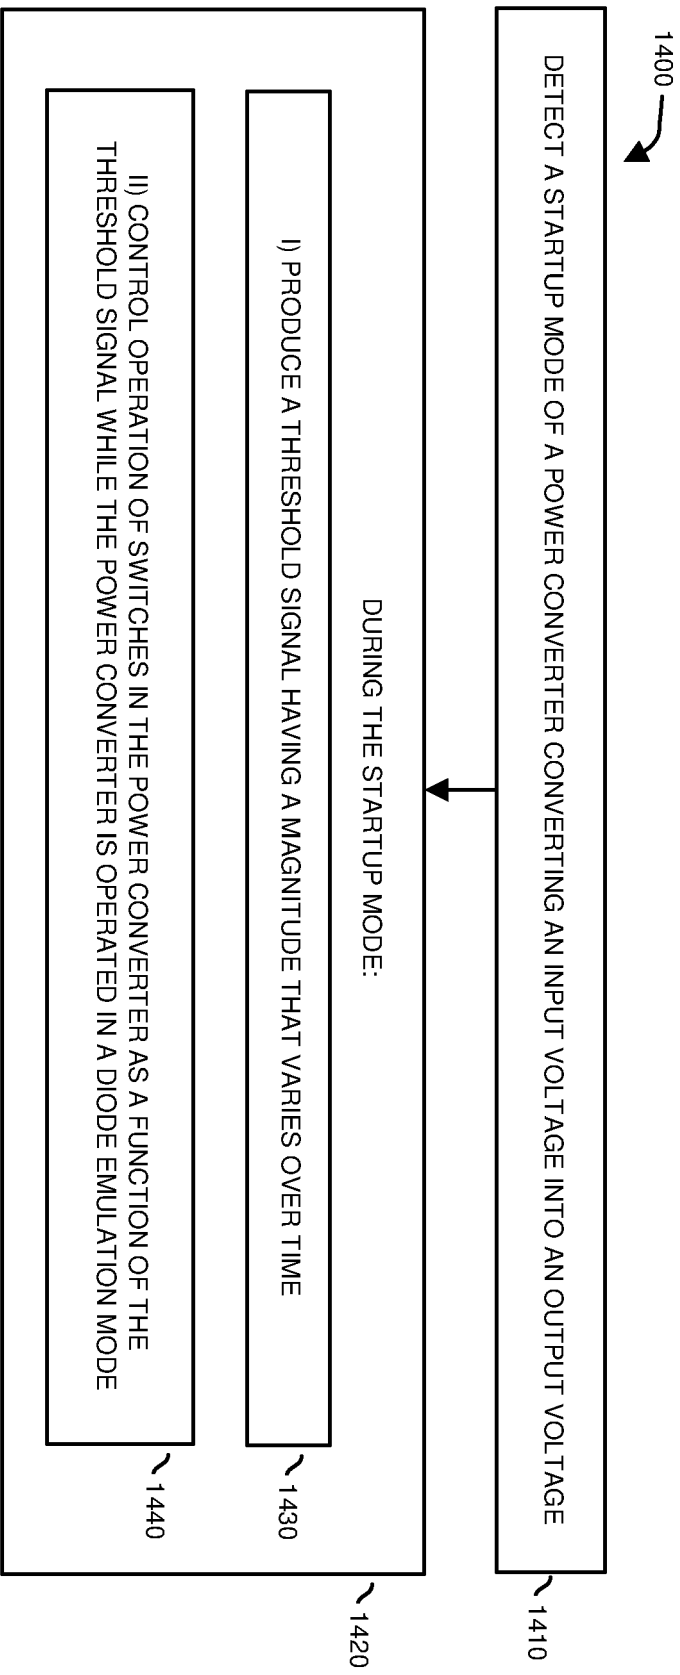 1400
DETECT A STARTUP MODE OF A POWER CONVERTER CONVERTING AN INPUT VOLTAGE INTO AN OUTPUT VOLTAGE
1410
DURING THE STARTUP MODE:
1420
I) PRODUCE A THRESHOLD SIGNAL HAVING A MAGNITUDE THAT VARIES OVER TIME
1430
II) CONTROL OPERATION OF SWITCHES IN THE POWER CONVERTER AS A FUNCTION OF THE
THRESHOLD SIGNAL WHILE THE POWER CONVERTER IS OPERATED IN A DIODE EMULATION MODE
1440